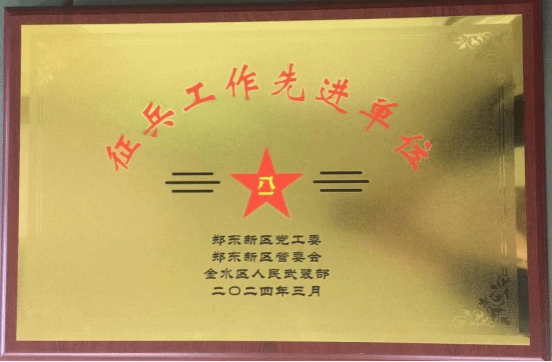 征兵工作先进单位
八一
郑东新区党工委
郑东新区管委会
金水区人民武装部
二〇二四年三月